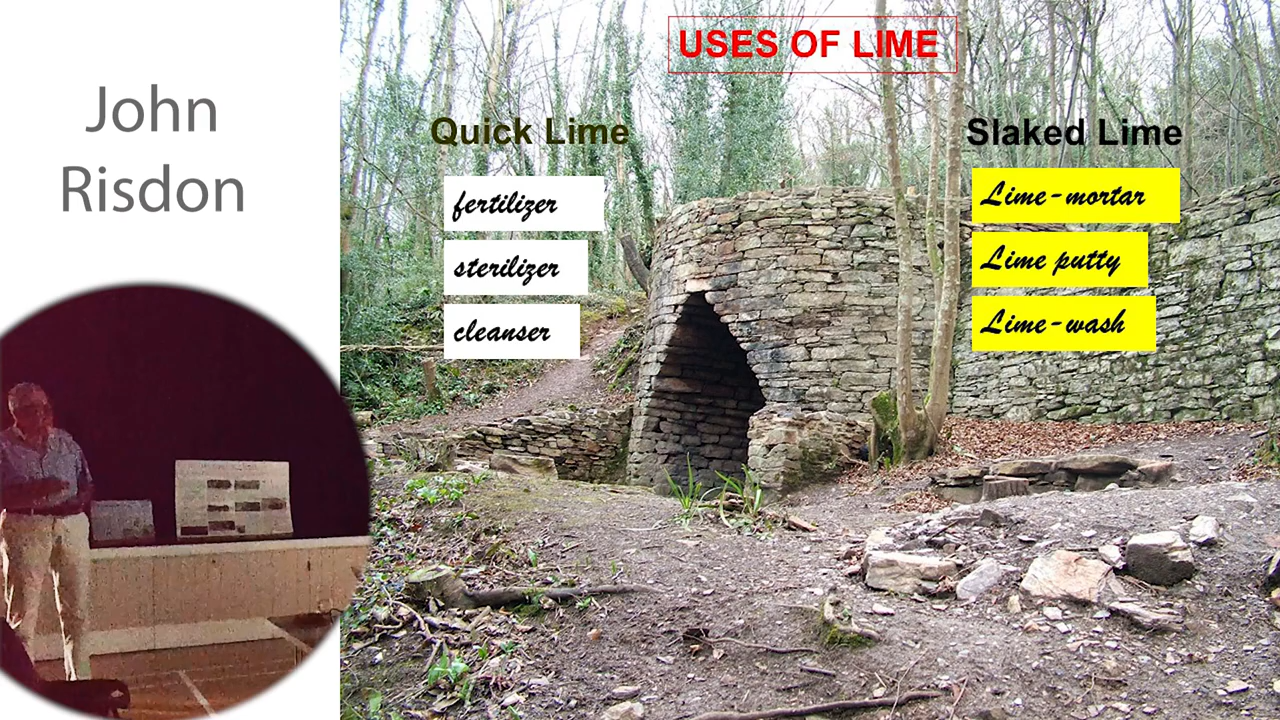 John
Risdon
USES OF LIME
Quick Lime
fertilizer
sterilizer
cleanser
Slaked Lime
Lime-mortar
Lime putty
Lime-wash